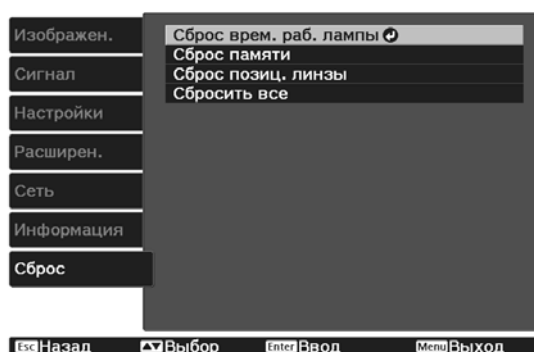 Изображен.
Сигнал
Настройки
Расширен.
Сеть
Информация
Сброс
Сброс врем. раб. лампы
Сброс памяти
Сброс позиц. линзы
Сбросить все
Esc Назад Выбор Enter Ввод Menu Выход